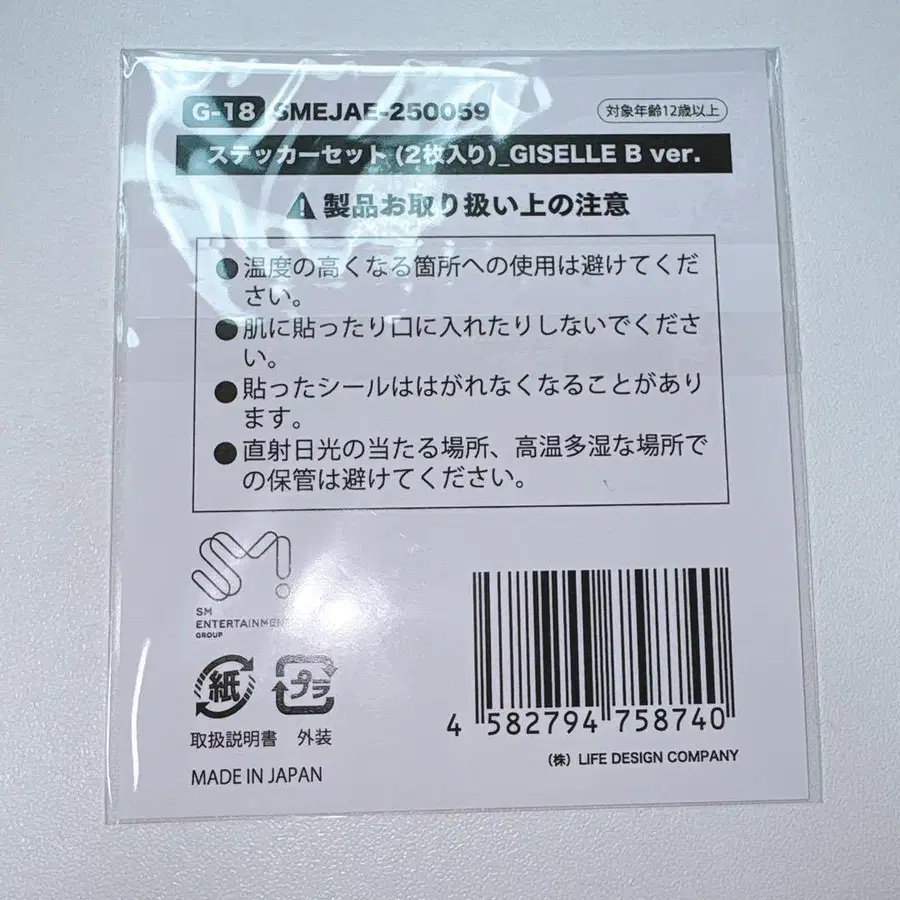 G-18 SMEJAE-250059 対象年齢12歳以上
ステッカーセット (2枚入り)_GISELLE B ver.
製品お取り扱い上の注意
●温度の高くなる箇所への使用は避けてくだ
さい。
●肌に貼ったり口に入れたりしないでくださ
い。
●貼ったシールははがれなくなることがあり
ます。
●直射日光の当たる場所、高温多湿な場所で
の保管は避けてください。
SM
SM
ENTERTAINMENT
GROUP
紙 プラ
取扱説明書 外装
MADE IN JAPAN
4 582794 758740
(株) LIFE DESIGN COMPANY